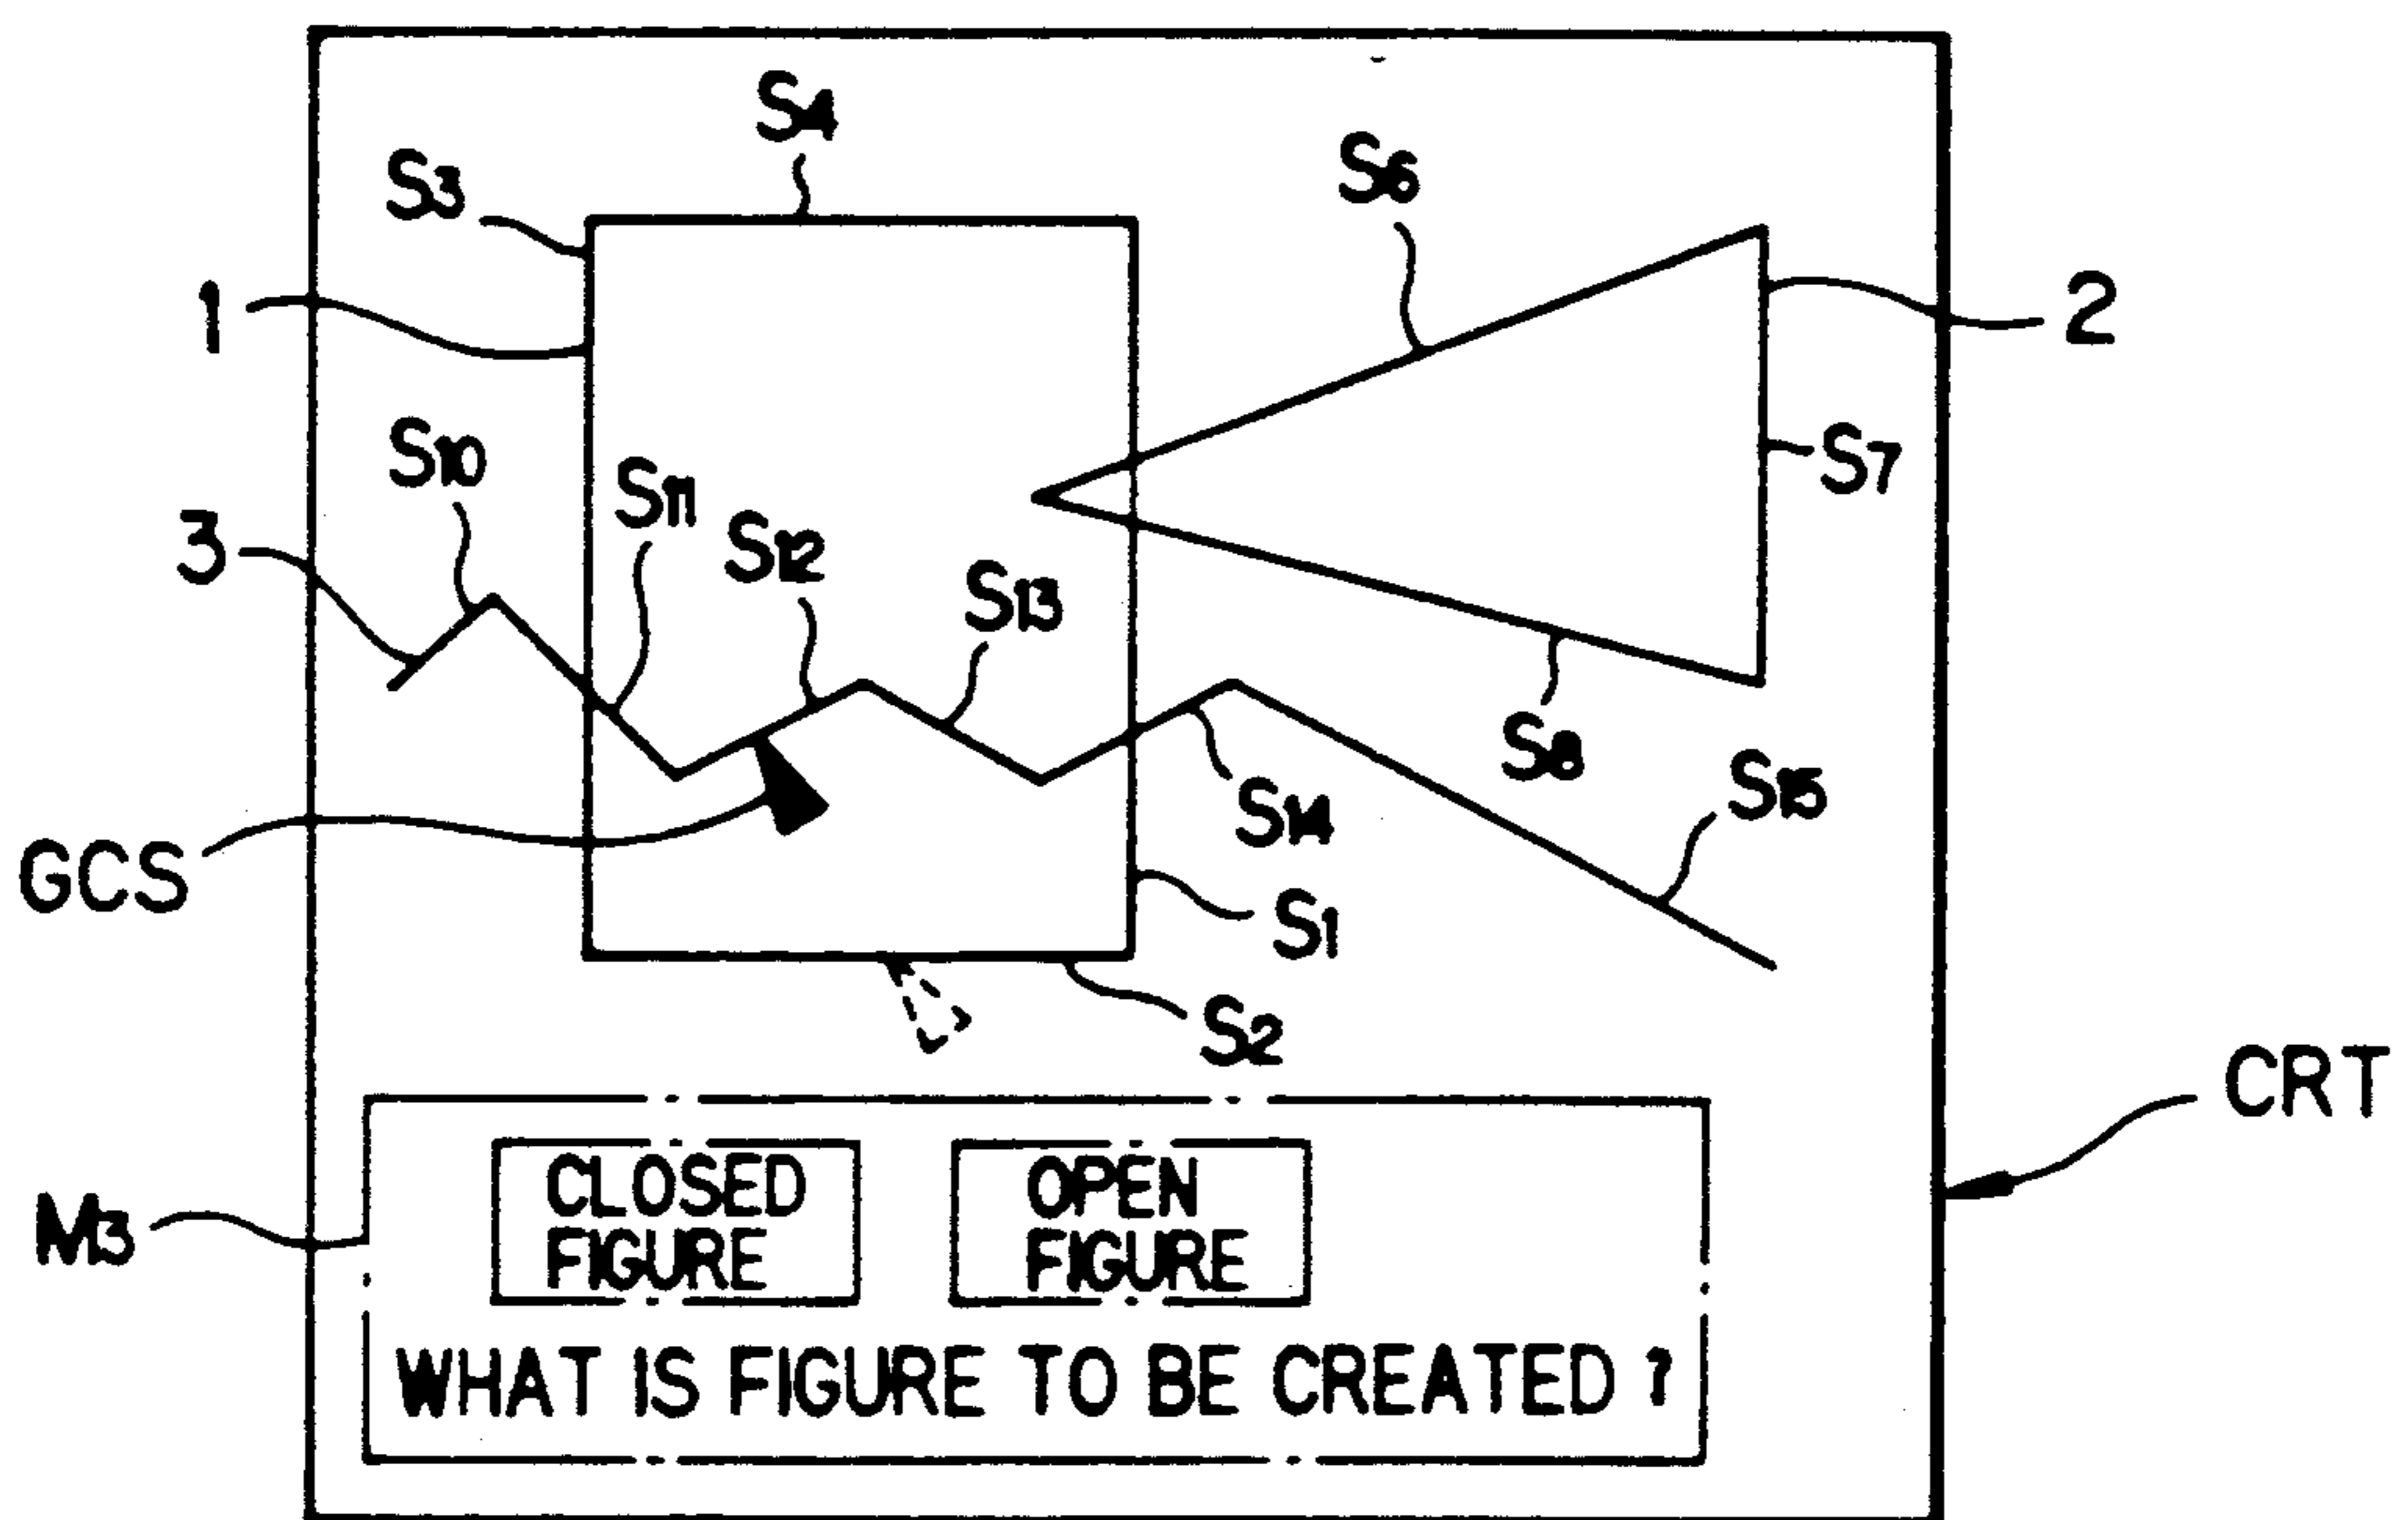 S4
S3
S6
1
2
S10
S11
S7
S12
3
S13
S8
S15
S14
GCS
S1
S2
CRT
CLOSED
FIGURE
OPEN
FIGURE
M3
WHAT IS FIGURE TO BE CREATED ?